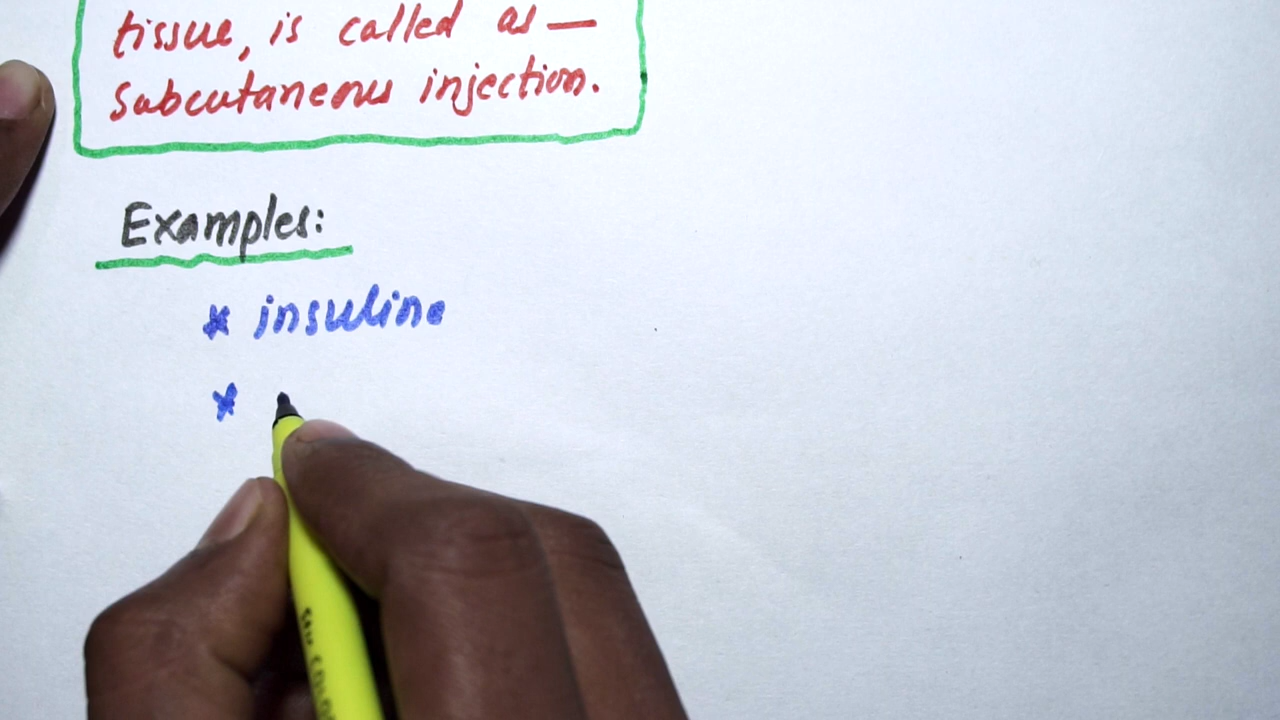 tissue, is called as —
Subcutaneous injection.
Examples:
* insuline
*